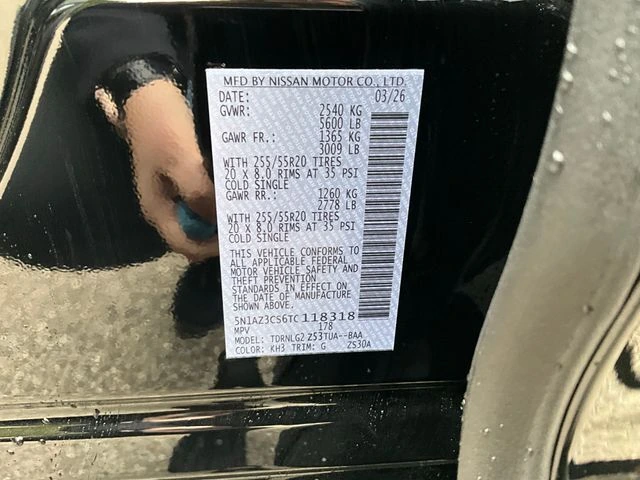 MFD BY NISSAN MOTOR CO., LTD.
DATE: 03/26
GVWR: 2540 KG
5600 LB
GAWR FR.: 1365 KG
3009 LB
WITH 255/55R20 TIRES
20 X 8.0 RIMS AT 35 PSI
COLD SINGLE
GAWR RR.: 1260 KG
2778 LB
WITH 255/55R20 TIRES
20 X 8.0 RIMS AT 35 PSI
COLD SINGLE
THIS VEHICLE CONFORMS TO
ALL APPLICABLE FEDERAL
MOTOR VEHICLE SAFETY AND
THEFT PREVENTION
STANDARDS IN EFFECT ON
THE DATE OF MANUFACTURE
SHOWN ABOVE.
5N1AZ3CS6TC118318
MPV 178
MODEL: TDRNLG2 Z53TUA--BAA
COLOR: KH3 TRIM: G ZS30A